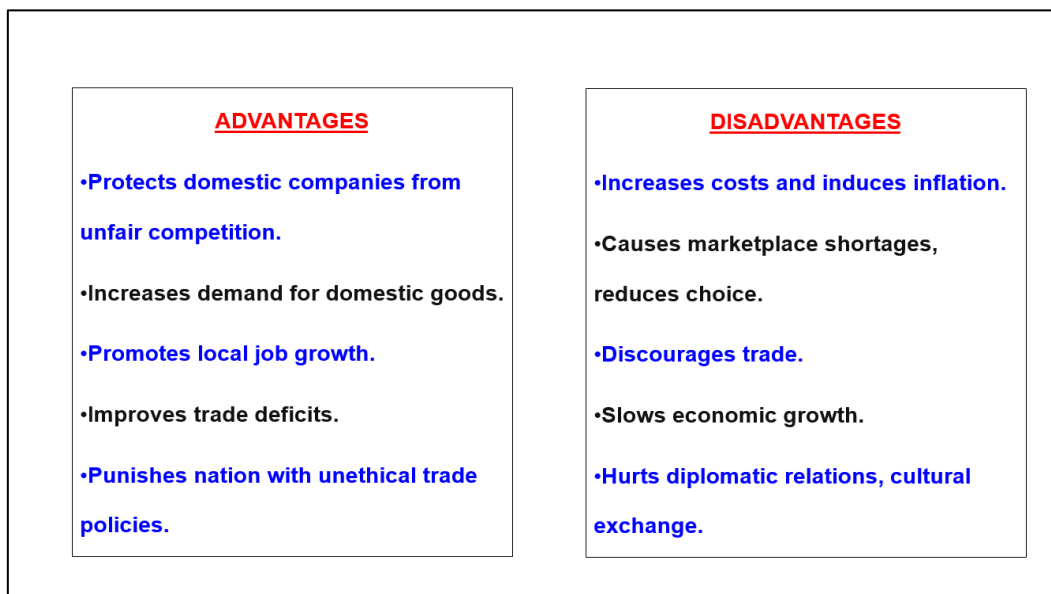 ADVANTAGES
•Protects domestic companies from
unfair competition.
•Increases demand for domestic goods.
•Promotes local job growth.
•Improves trade deficits.
•Punishes nation with unethical trade
policies.
DISADVANTAGES
•Increases costs and induces inflation.
•Causes marketplace shortages,
reduces choice.
•Discourages trade.
•Slows economic growth.
•Hurts diplomatic relations, cultural
exchange.